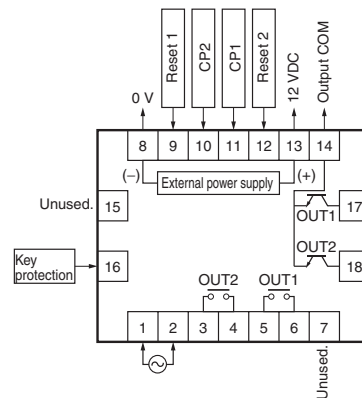 Reset 1
CP2
CP1
Reset 2
12 VDC
Output COM
0 V
8
9
10
11
12
13
14
(−)
External power supply
(+)
Unused.
15
OUT1
17
Key
protection
16
OUT2
18
OUT2
OUT1
1
2
3
4
5
6
7
Unused.